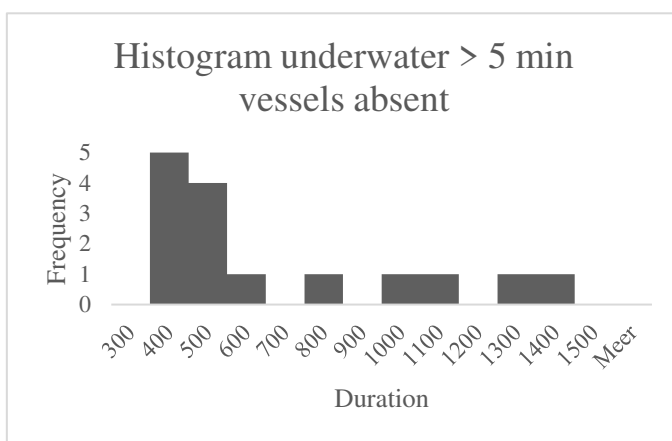 Histogram underwater > 5 min
vessels absent
Frequency
5
4
3
2
1
0
300 400 500 600 700 800 900 1000 1100 1200 1300 1400 1500 Meer
Duration